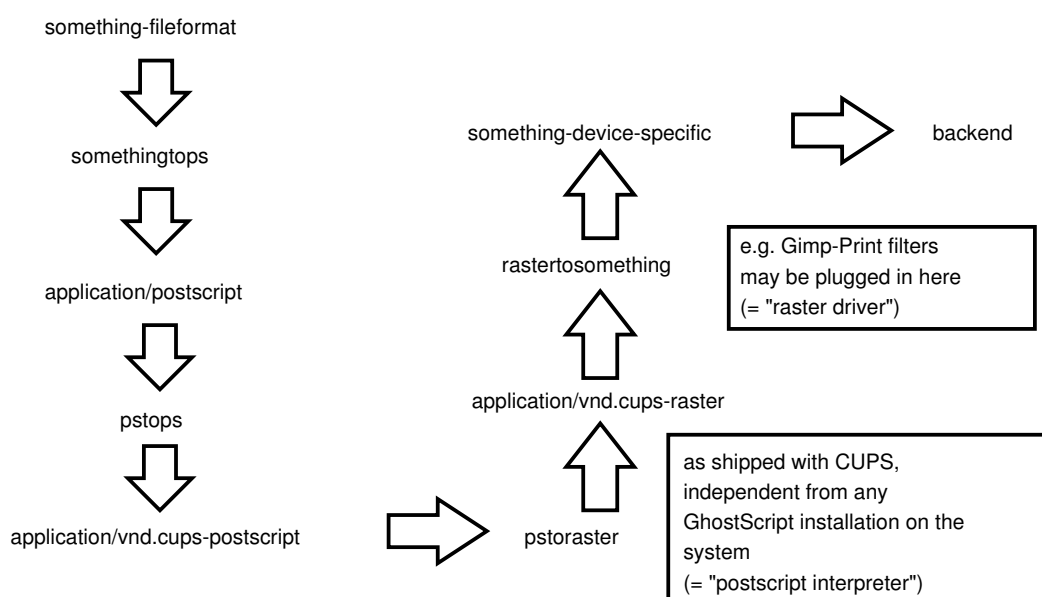 something-fileformat
somethingtops
application/postscript
pstops
application/vnd.cups-postscript
pstoraster
application/vnd.cups-raster
rastertosomething
something-device-specific
backend
e.g. Gimp-Print filters
may be plugged in here
(= "raster driver")
as shipped with CUPS,
independent from any
GhostScript installation on the
system
(= "postscript interpreter")